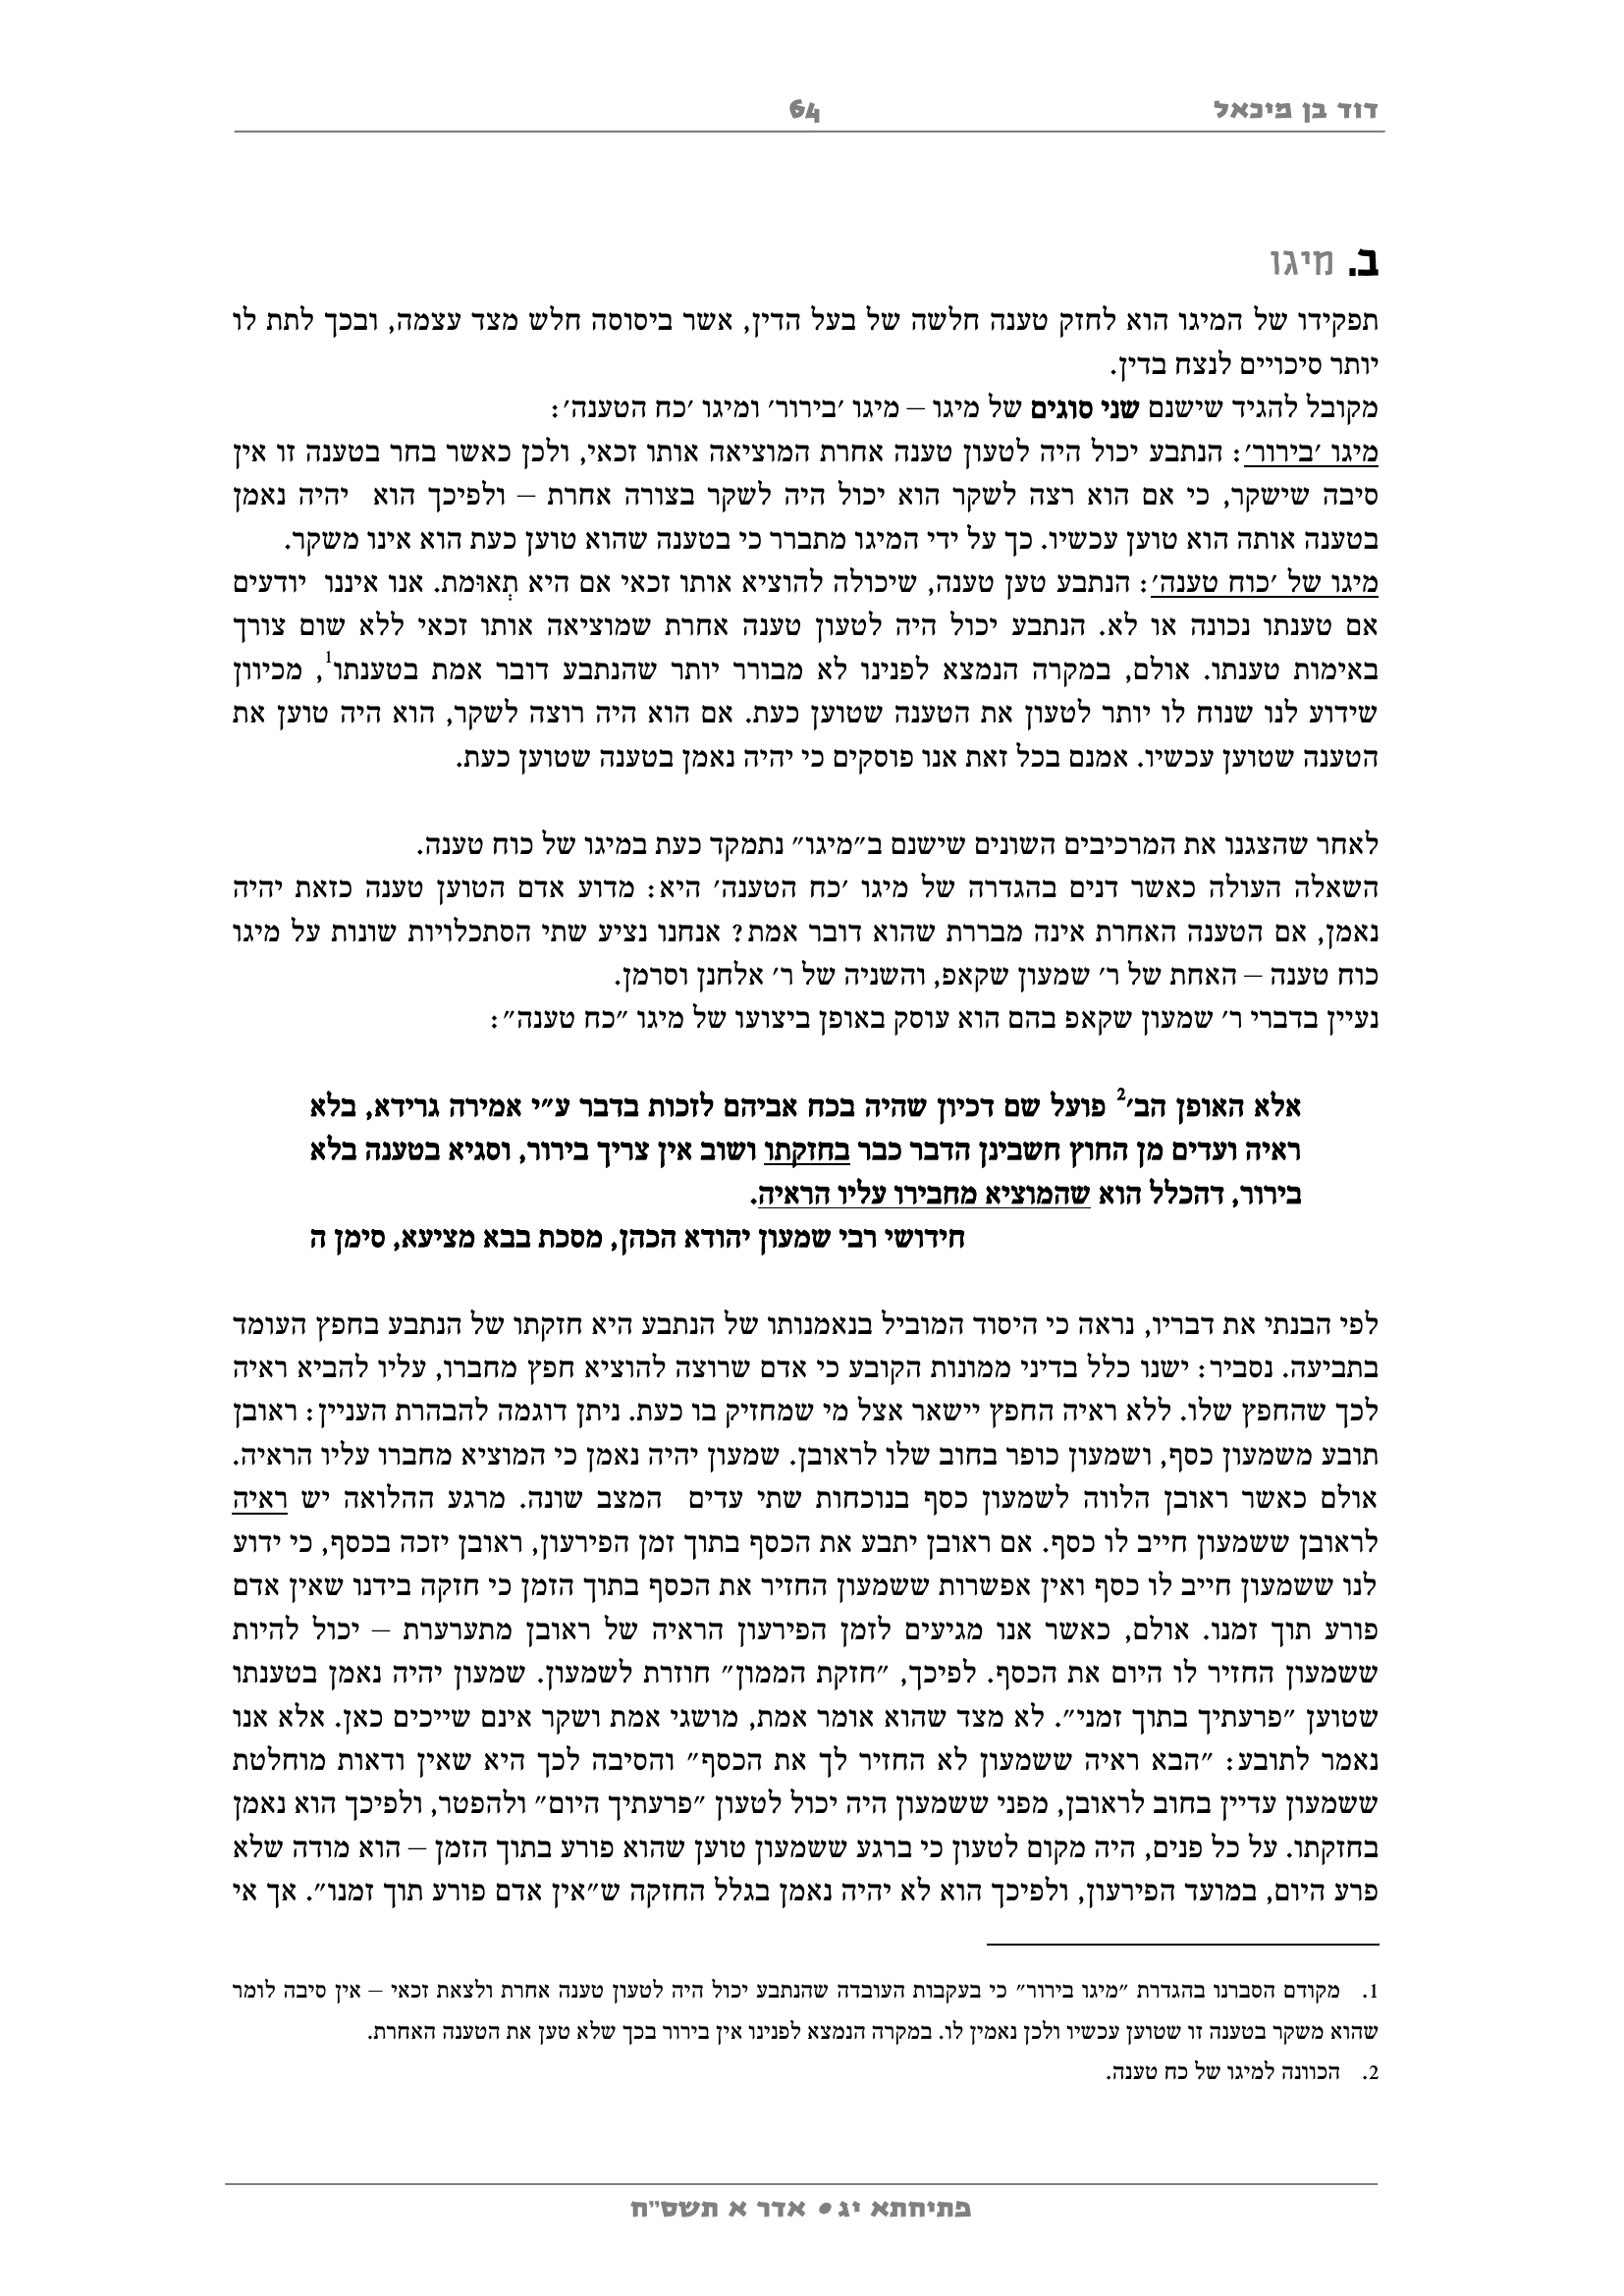 דוד בן מיכאל 64
ב. מיגו
תפקידו של המיגו הוא לחזק טענה חלשה של בעל הדין, אשר ביסוסה חלש מצד עצמה, ובכך לתת לו
יותר סיכויים לנצח בדין.
מקובל להגיד שישנם שני סוגים של מיגו – מיגו ׳בירור׳ ומיגו ׳כח הטענה׳:
מיגו ׳בירור׳: הנתבע יכול היה לטעון טענה אחרת המוציאה אותו זכאי, ולכן כאשר בחר בטענה זו אין
סיבה שישקר, כי אם הוא רצה לשקר הוא יכול היה לשקר בצורה אחרת – ולפיכך הוא יהיה נאמן
בטענה אותה הוא טוען עכשיו. כך על ידי המיגו מתברר כי בטענה שהוא טוען כעת הוא אינו משקר.
מיגו של ׳כוח טענה׳: הנתבע טען טענה, שיכולה להוציא אותו זכאי אם היא תְאוּמת. אנו איננו יודעים
אם טענתו נכונה או לא. הנתבע יכול היה לטעון טענה אחרת שמוציאה אותו זכאי ללא שום צורך
באימות טענתו. אולם, במקרה הנמצא לפנינו לא מבורר יותר שהנתבע דובר אמת בטענתו1, מכיוון
שידוע לנו שנוח לו יותר לטעון את הטענה שטוען כעת. אם הוא היה רוצה לשקר, הוא היה טוען את
הטענה שטוען עכשיו. אמנם בכל זאת אנו פוסקים כי יהיה נאמן בטענה שטוען כעת.
לאחר שהצגנו את המרכיבים השונים שישנם ב״מיגו״ נתמקד כעת במיגו של כוח טענה.
השאלה העולה כאשר דנים בהגדרה של מיגו ׳כח הטענה׳ היא: מדוע אדם הטוען טענה כזאת יהיה
נאמן, אם הטענה האחרת אינה מבררת שהוא דובר אמת? אנחנו נציע שתי הסתכלויות שונות על מיגו
כוח טענה – האחת של ר׳ שמעון שקאפ, והשניה של ר׳ אלחנן וסרמן.
נעיין בדברי ר׳ שמעון שקאפ בהם הוא עוסק באופן ביצועו של מיגו ״כח טענה״:
אלא האופן הב׳2 פועל שם דכיון שהיה בכח אביהם לזכות בדבר ע״י אמירה גרידא, בלא
ראיה ועדים מן החוץ חשבינן הדבר כבר בחזקתו ושוב אין צריך בירור, וסגיא בטענה בלא
בירור, דהכלל הוא שהמוציא מחבירו עליו הראיה.
חידושי רבי שמעון יהודא הכהן, מסכת בבא מציעא, סימן ה
לפי הבנתי את דבריו, נראה כי היסוד המוביל בנאמנותו של הנתבע היא חזקתו של הנתבע בחפץ העומד
בתביעה. נסביר: ישנו כלל בדיני ממונות הקובע כי אדם שרוצה להוציא חפץ מחברו, עליו להביא ראיה
לכך שהחפץ שלו. ללא ראיה החפץ יישאר אצל מי שמחזיק בו כעת. ניתן דוגמה להבהרת העניין: ראובן
תובע משמעון כסף, ושמעון כופר בחוב שלו לראובן. שמעון יהיה נאמן כי המוציא מחברו עליו הראיה.
אולם כאשר ראובן הלווה לשמעון כסף בנוכחות שתי עדים המצב שונה. מרגע ההלואה יש ראיה
לראובן ששמעון חייב לו כסף. אם ראובן יתבע את הכסף בתוך זמן הפירעון, ראובן יזכה בכסף, כי ידוע
לנו ששמעון חייב לו כסף ואין אפשרות ששמעון החזיר את הכסף בתוך הזמן כי חזקה בידנו שאין אדם
פורע תוך זמנו. אולם, כאשר אנו מגיעים לזמן הפירעון הראיה של ראובן מתערערת – יכול להיות
ששמעון החזיר לו היום את הכסף. לפיכך, ״חזקת הממון״ חוזרת לשמעון. שמעון יהיה נאמן בטענתו
שטוען ״פרעתיך בתוך זמני״. לא מצד שהוא אומר אמת, מושגי אמת ושקר אינם שייכים כאן. אלא אנו
נאמר לתובע: ״הבא ראיה ששמעון לא החזיר לך את הכסף״ והסיבה לכך היא שאין ודאות מוחלטת
ששמעון עדיין בחוב לראובן, מפני ששמעון היה יכול לטעון ״פרעתיך היום״ ולהפטר, ולפיכך הוא נאמן
בחזקתו. על כל פנים, היה מקום לטעון כי ברגע ששמעון טוען שהוא פורע בתוך הזמן – הוא מודה שלא
פרע היום, במועד הפירעון, ולפיכך הוא לא יהיה נאמן בגלל החזקה ש״אין אדם פורע תוך זמנו״. אך אי
1. מקודם הסברנו בהגדרת ״מיגו בירור״ כי בעקבות העובדה שהנתבע יכול היה לטעון טענה אחרת ולצאת זכאי – אין סיבה לומר
שהוא משקר בטענה זו שטוען עכשיו ולכן נאמין לו. במקרה הנמצא לפנינו אין בירור בכך שלא טען את הטענה האחרת.
2. הכוונה למיגו של כח טענה.
פתיחתא יג • אדר א תשס״ח